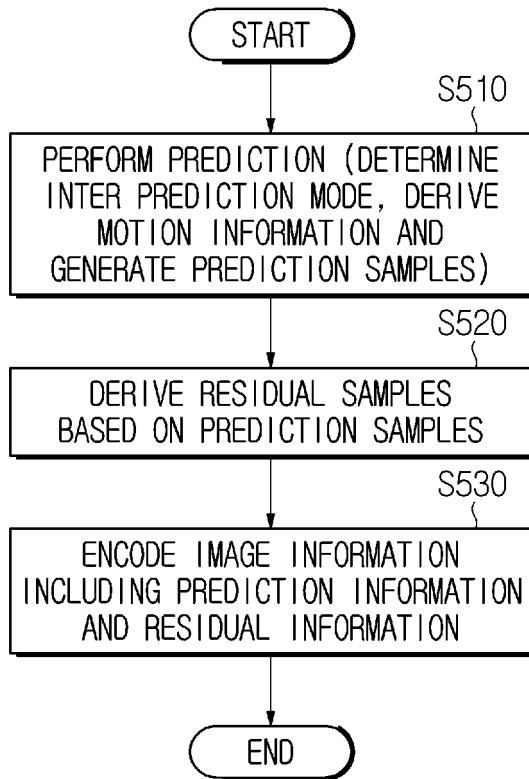 START
S510
PERFORM PREDICTION (DETERMINE
INTER PREDICTION MODE, DERIVE
MOTION INFORMATION AND
GENERATE PREDICTION SAMPLES)
S520
DERIVE RESIDUAL SAMPLES
BASED ON PREDICTION SAMPLES
S530
ENCODE IMAGE INFORMATION
INCLUDING PREDICTION INFORMATION
AND RESIDUAL INFORMATION
END